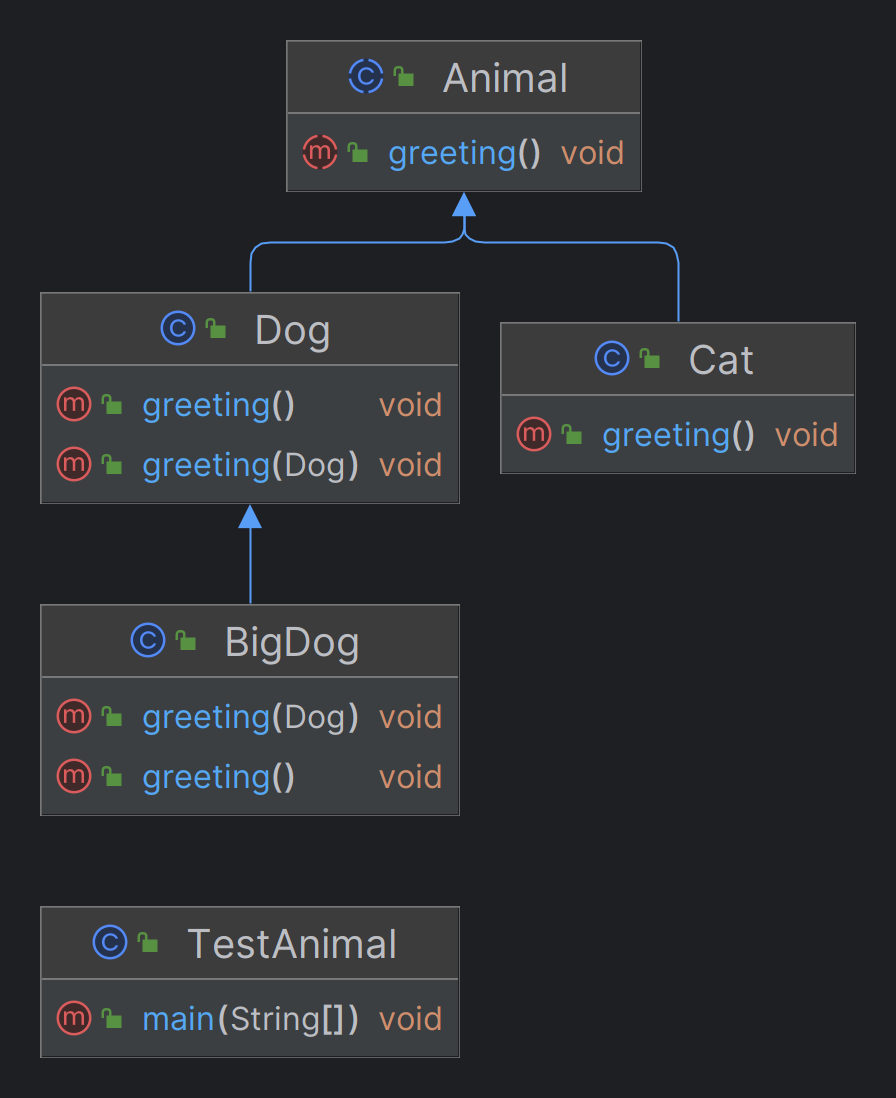 C Animal
m greeting() void
C Dog
m greeting() void
m greeting(Dog) void
C Cat
m greeting() void
C BigDog
m greeting(Dog) void
m greeting() void
C TestAnimal
m main(String[]) void